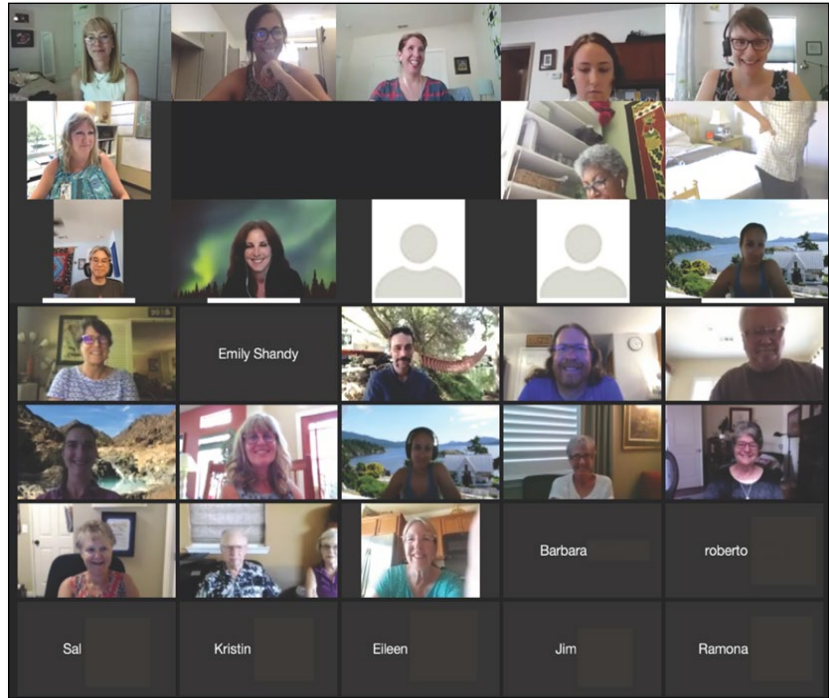 Emily Shandy
Barbara
roberto
Sal
Kristin
Eileen
Jim
Ramona